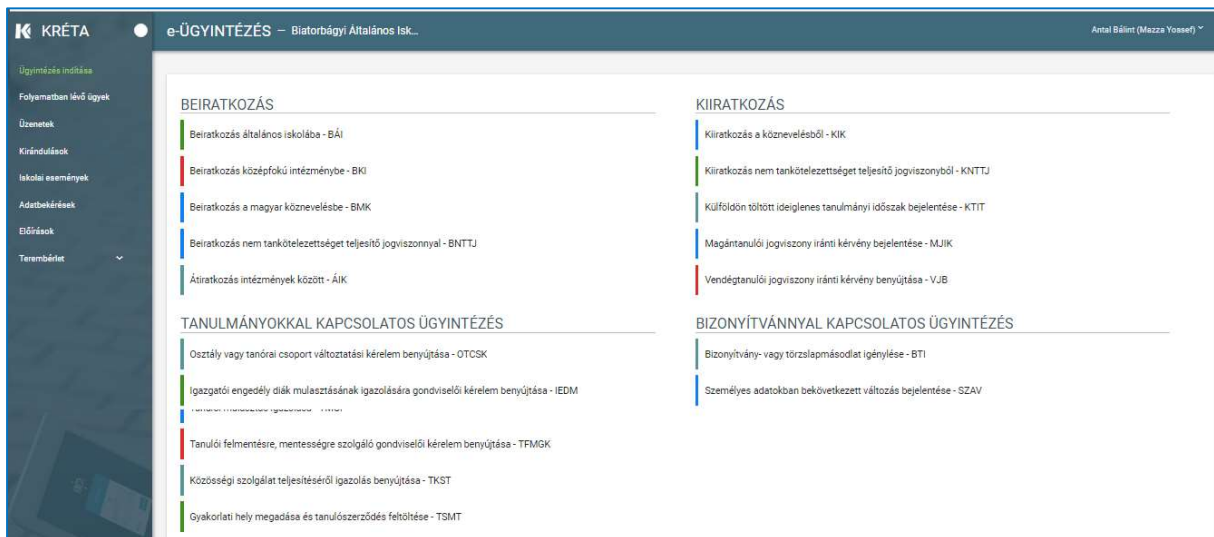 KRÉTA
e-ÜGYINTÉZÉS – Biatorbágyi Általános Isk...
Antal Bálint (Mazza Yossef)
Ügyintézés indítása
Folyamatban lévő ügyek
Üzenetek
Kirándulások
Iskolai események
Adatbekérések
Előírások
Terembérlet
BEIRATKOZÁS
Beiratkozás általános iskolába - BÁI
Beiratkozás középfokú intézménybe - BKI
Beiratkozás a magyar köznevelésbe - BMK
Beiratkozás nem tankötelezettséget teljesítő jogviszonnyal - BNTTJ
Átiratkozás intézmények között - ÁIK
KIIRATKOZÁS
Kiiratkozás a köznevelésből - KIK
Kiiratkozás nem tankötelezettséget teljesítő jogviszonyból - KNTTJ
Külföldön töltött ideiglenes tanulmányi időszak bejelentése - KTIT
Magántanulói jogviszony iránti kérvény bejelentése - MJIK
Vendégtanulói jogviszony iránti kérvény benyújtása - VJB
TANULMÁNYOKKAL KAPCSOLATOS ÜGYINTÉZÉS
Osztály vagy tanórai csoport változtatási kérelem benyújtása - OTCSK
Igazgatói engedély diák mulasztásának igazolására gondviselői kérelem benyújtása - IEDM
Tanulói felmentésre, mentességre szolgáló gondviselői kérelem benyújtása - TFMGK
Közösségi szolgálat teljesítéséről igazolás benyújtása - TKST
Gyakorlati hely megadása és tanulószerződés feltöltése - TSMT
BIZONYÍTVÁNNYAL KAPCSOLATOS ÜGYINTÉZÉS
Bizonyítvány- vagy törzslapmásodlat igénylése - BTI
Személyes adatokban bekövetkezett változás bejelentése - SZAV